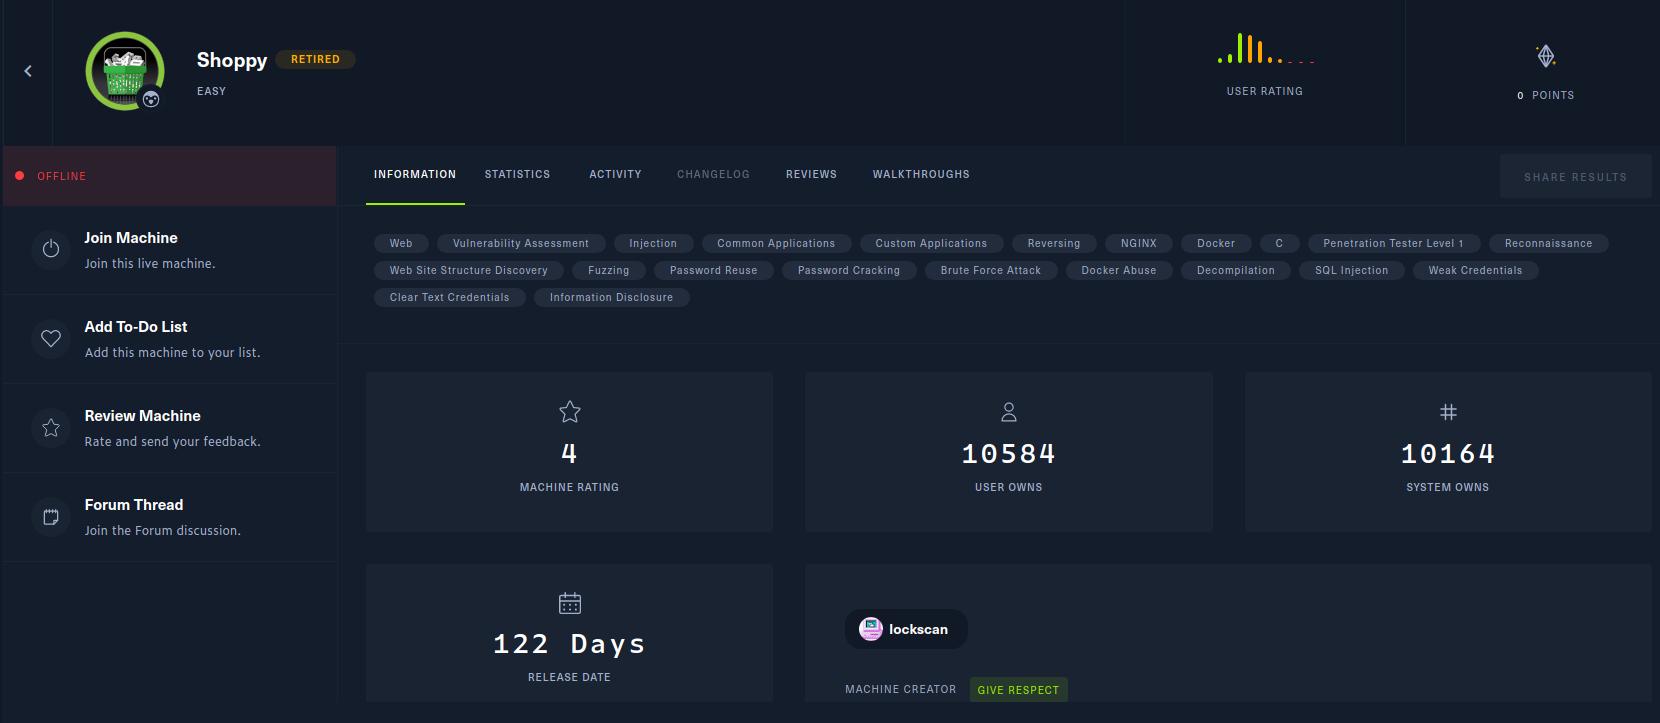 Shoppy RETIRED
EASY
USER RATING
0 POINTS
OFFLINE
INFORMATION STATISTICS ACTIVITY CHANGELOG REVIEWS WALKTHROUGHS
SHARE RESULTS
Join Machine
Join this live machine.
Add To-Do List
Add this machine to your list.
Review Machine
Rate and send your feedback.
Forum Thread
Join the Forum discussion.
Web Vulnerability Assessment Injection Common Applications Custom Applications Reversing NGINX Docker C Penetration Tester Level 1 Reconnaissance
Web Site Structure Discovery Fuzzing Password Reuse Password Cracking Brute Force Attack Docker Abuse Decompilation SQL Injection Weak Credentials
Clear Text Credentials Information Disclosure
4
MACHINE RATING
10584
USER OWNS
10164
SYSTEM OWNS
122 Days
RELEASE DATE
lockscan
MACHINE CREATOR GIVE RESPECT